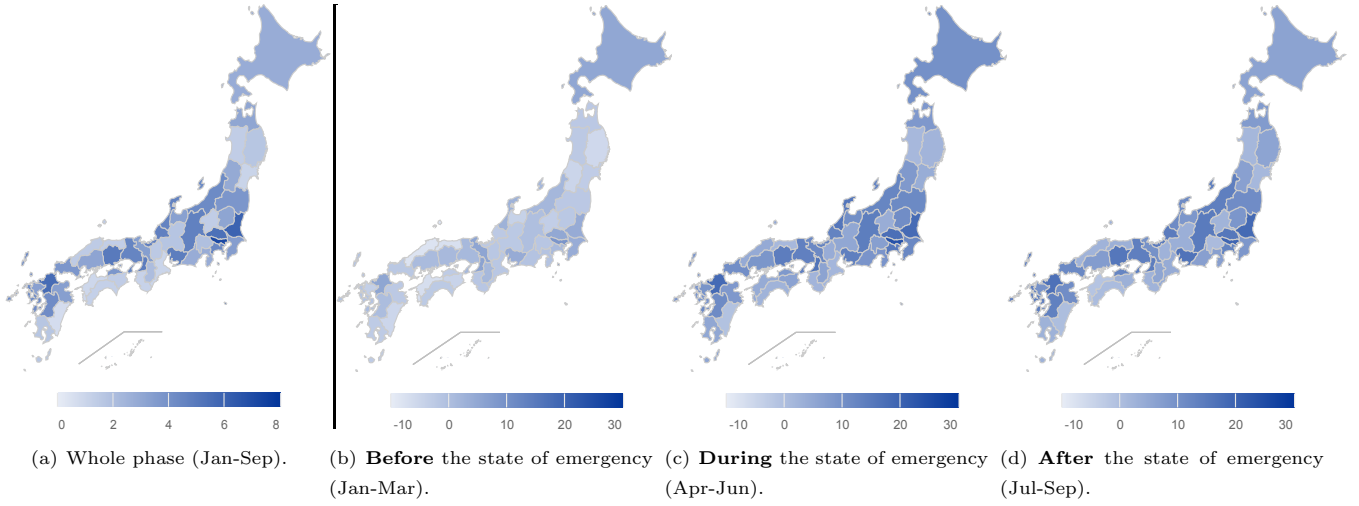 0 2 4 6 8
-10 0 10 20 30
-10 0 10 20 30
-10 0 10 20 30
(a) Whole phase (Jan-Sep).
(b) Before the state of emergency
(Jan-Mar).
(c) During the state of emergency
(Apr-Jun).
(d) After the state of emergency
(Jul-Sep).